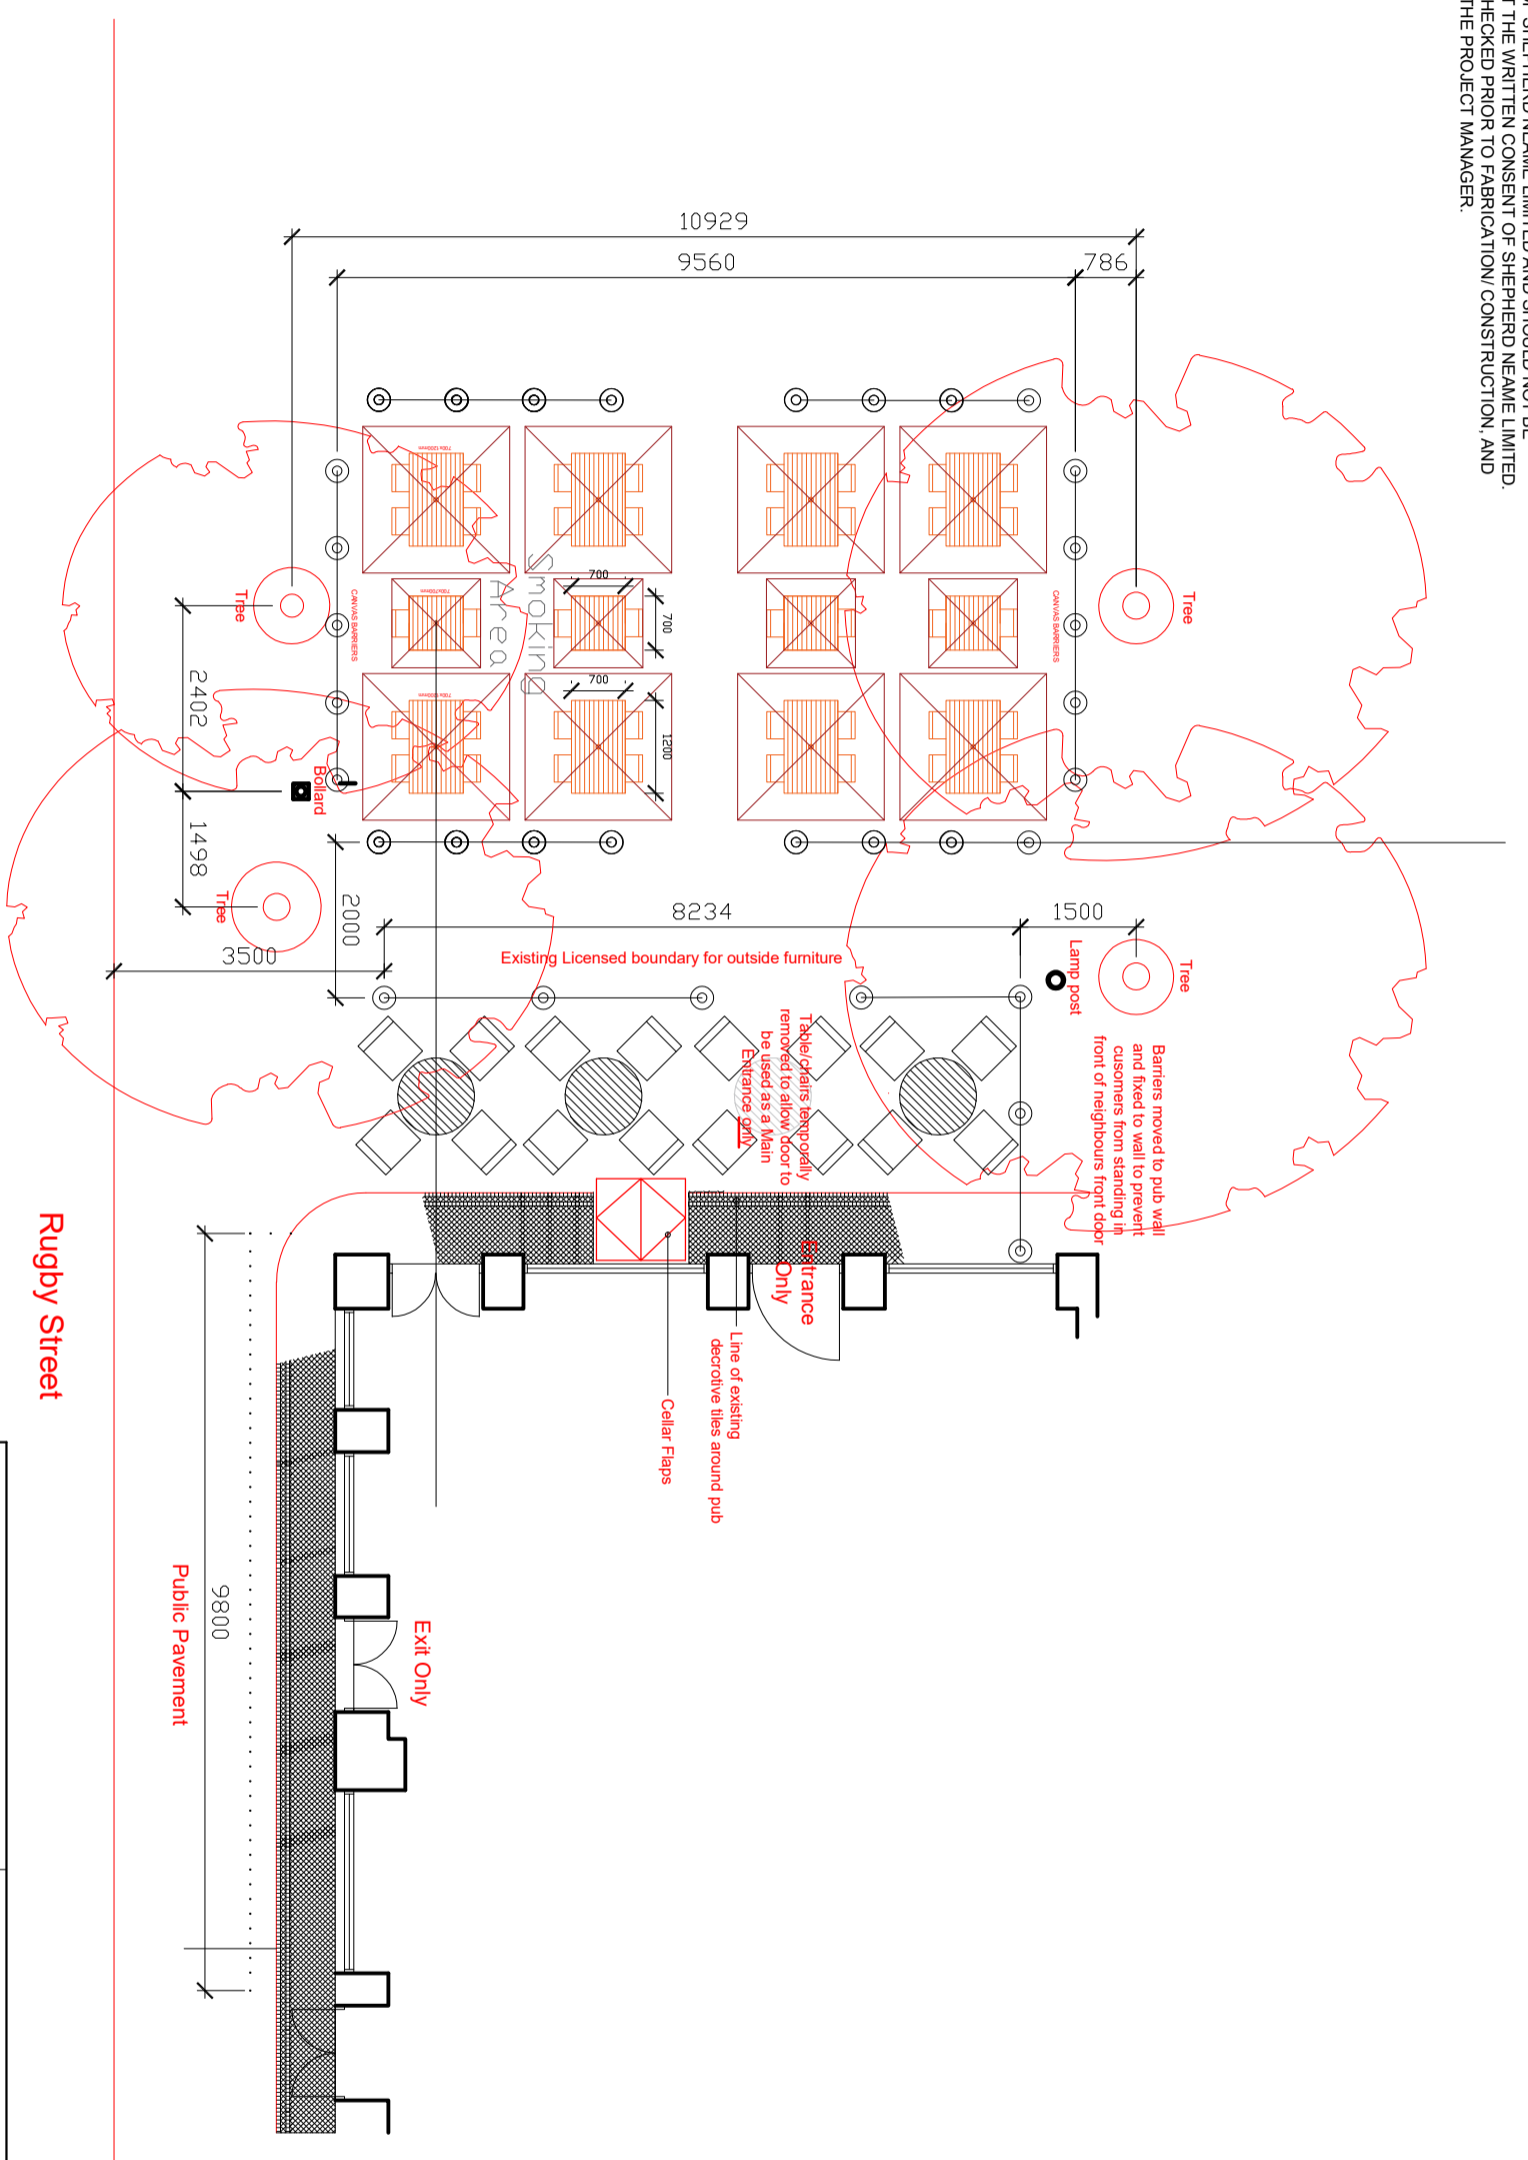 THE WRITTEN CONSENT OF SHEPHERD NEAME LIMITED.
HECKED PRIOR TO FABRICATION/ CONSTRUCTION, AND
THE PROJECT MANAGER.
10929
9560
786
700x1200mm
Smoking
Area
700
700
700x700mm
700
1200
700x1200mm
CANVAS BARRIERS
CANVAS BARRIERS
Tree
Tree
2402
Bollard
1498
Tree
2000
3500
8234
1500
Existing Licensed boundary for outside furniture
Lamp post
Tree
Table/chairs temporally
removed to allow door to
be used as a Main
Entrance only
Barriers moved to pub wall
and fixed to wall to prevent
cusomers from standing in
front of neighbours front door
Entrance
Only
Line of existing
decrotive tiles around pub
Cellar Flaps
Rugby Street
Exit Only
9800
Public Pavement